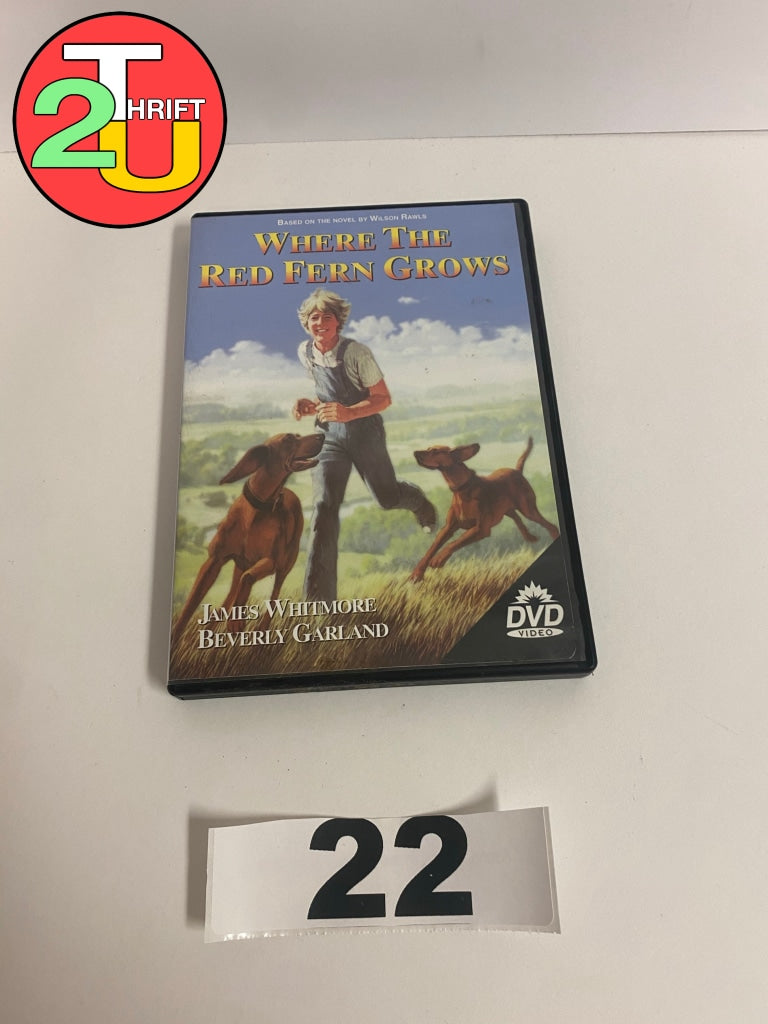 2T
HRIFT
U
BASED ON THE NOVEL BY WILSON RAWLS
WHERE THE
RED FERN GROWS
JAMES WHITMORE
BEVERLY GARLAND
DVD
VIDEO
22